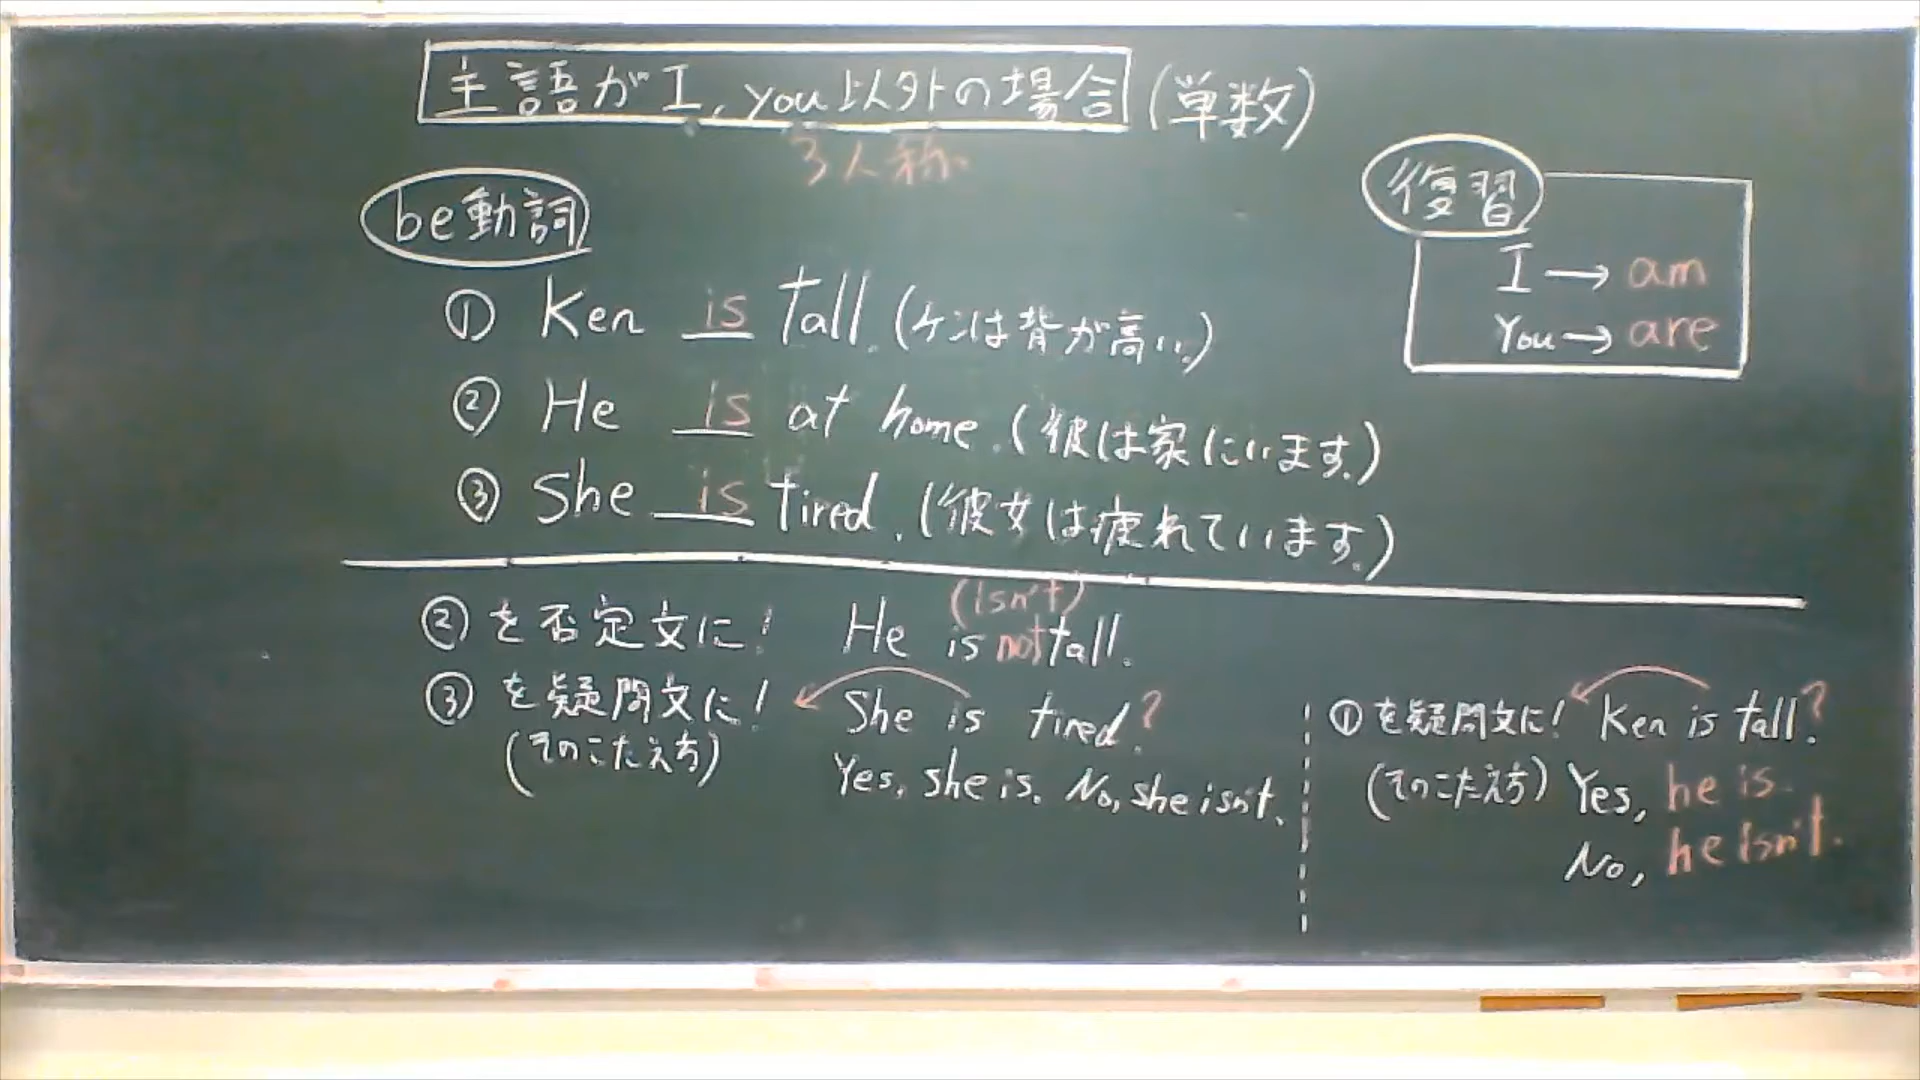 主語がI, you以外の場合(単数)
3人称
復習
I → am
You → are
be動詞
① Ken is tall.(ケンは背が高い。)
② He is at home.(彼は家にいます。)
③ She is tired.(彼女は疲れています。)
(isn't)
②を否定文に! He is not tall.
③を疑問文に! She is tired.?
(そのこたえ方)
Yes, she is. No, she isn't.
①を疑問文に! Ken is tall.?
(そのこたえ方) Yes, he is.
No, he isn't.